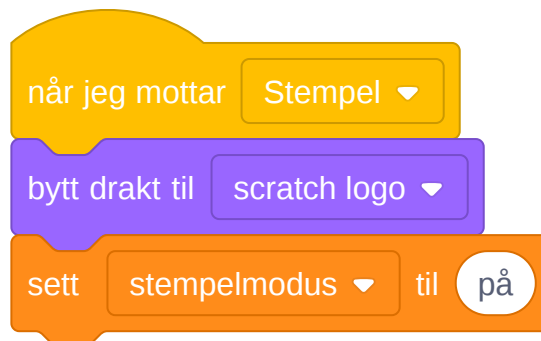 når jeg mottar Stempel
bytt drakt til scratch logo
sett stempelmodus til på